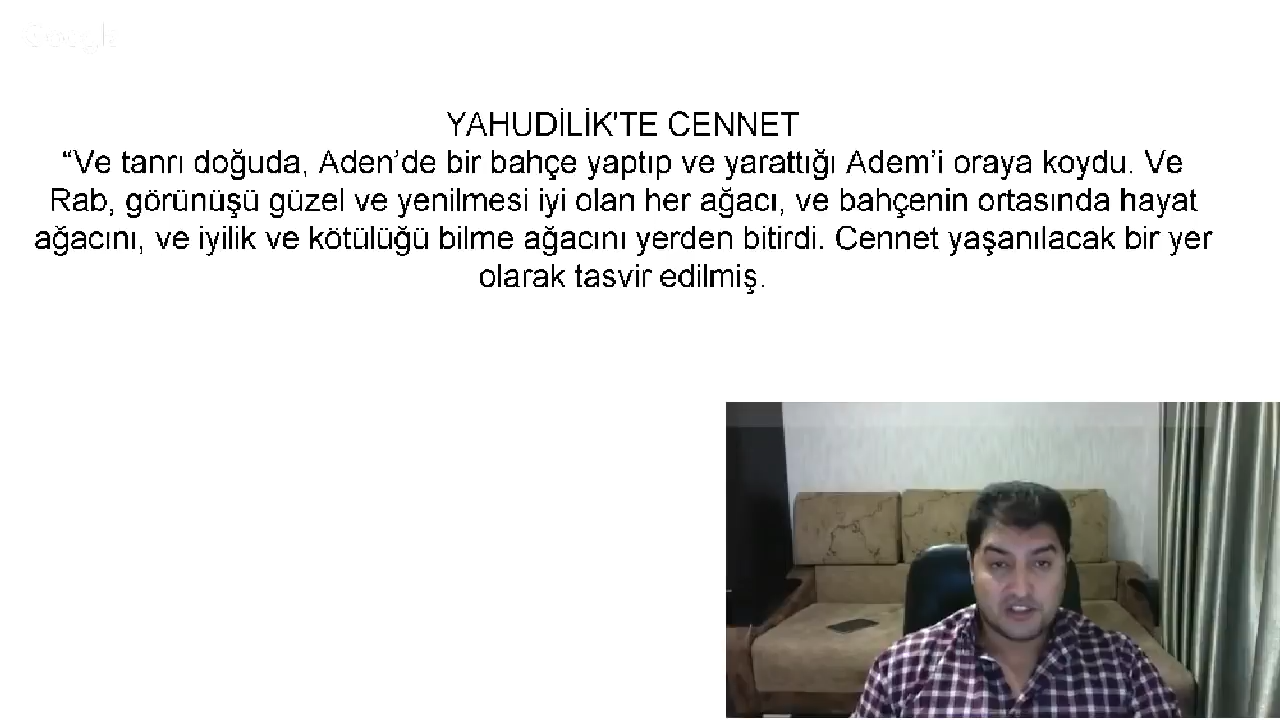 YAHUDİLİK'TE CENNET
“Ve tanrı doğuda, Aden’de bir bahçe yaptıp ve yarattığı Adem’i oraya koydu. Ve
Rab, görünüşü güzel ve yenilmesi iyi olan her ağacı, ve bahçenin ortasında hayat
ağacını, ve iyilik ve kötülüğü bilme ağacını yerden bitirdi. Cennet yaşanılacak bir yer
olarak tasvir edilmiş.